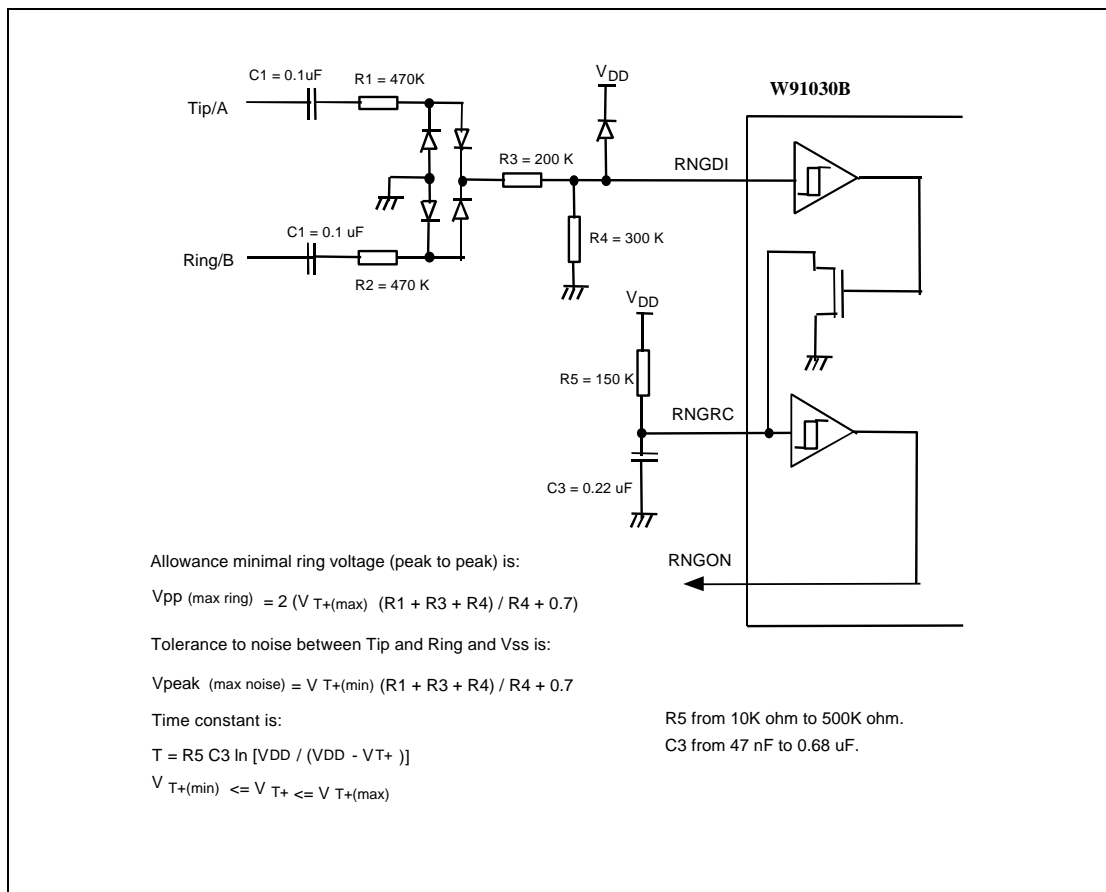 C1 = 0.1uF
R1 = 470K
Tip/A
VDD
W91030B
R3 = 200 K
RNGDI
C1 = 0.1 uF
R4 = 300 K
Ring/B
R2 = 470 K
VDD
R5 = 150 K
RNGRC
C3 = 0.22 uF
RNGON
Allowance minimal ring voltage (peak to peak) is:
Vpp (max ring) = 2 (V T+(max) (R1 + R3 + R4) / R4 + 0.7)
Tolerance to noise between Tip and Ring and Vss is:
Vpeak (max noise) = V T+(min) (R1 + R3 + R4) / R4 + 0.7
Time constant is:
R5 from 10K ohm to 500K ohm.
T = R5 C3 ln [VDD / (VDD - VT+ )]
C3 from 47 nF to 0.68 uF.
V T+(min) <= V T+ <= V T+(max)